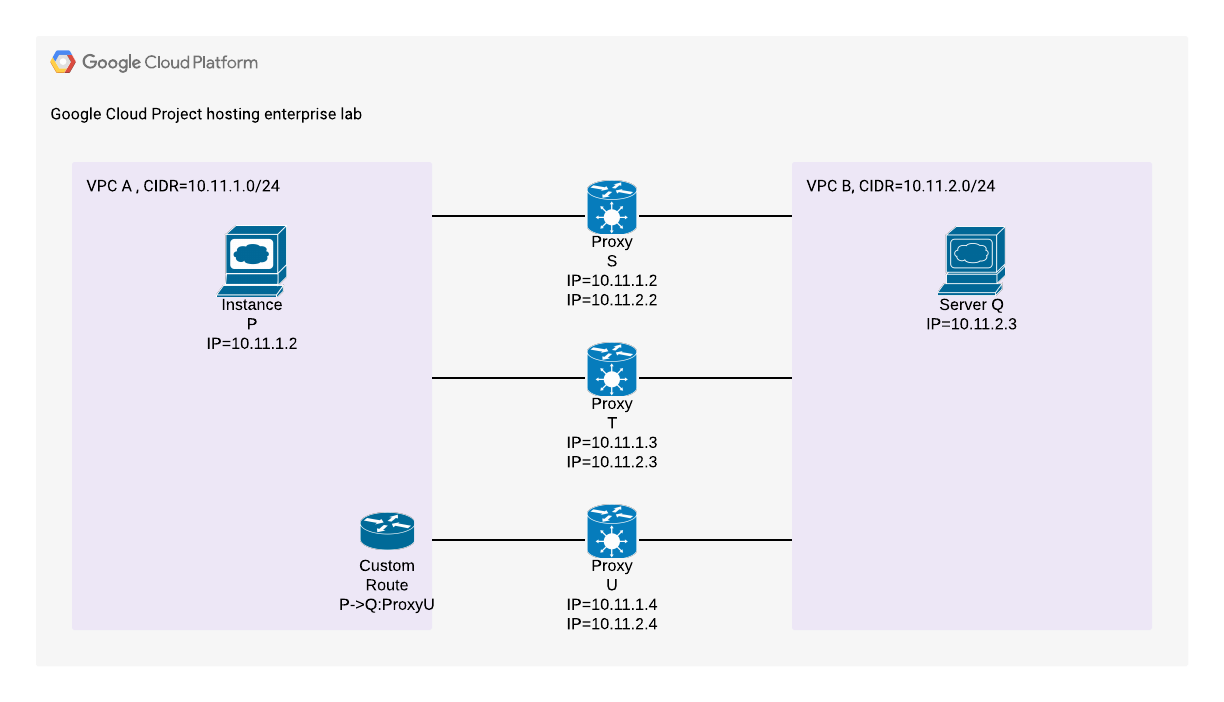 Google Cloud Platform
Google Cloud Project hosting enterprise lab
VPC A , CIDR=10.11.1.0/24
Instance
P
IP=10.11.1.2
Custom
Route
P->Q:ProxyU
Proxy
S
IP=10.11.1.2
IP=10.11.2.2
Proxy
T
IP=10.11.1.3
IP=10.11.2.3
Proxy
U
IP=10.11.1.4
IP=10.11.2.4
VPC B, CIDR=10.11.2.0/24
Server Q
IP=10.11.2.3